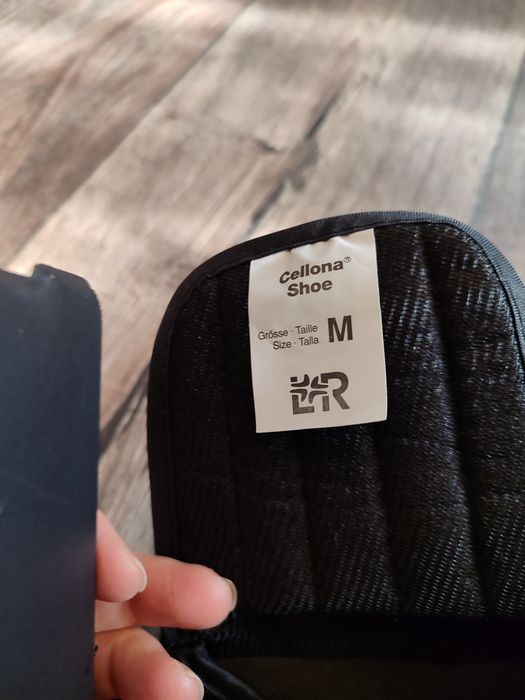 Cellona®
Shoe
Grösse · Taille
Size · Talla
M
L&R